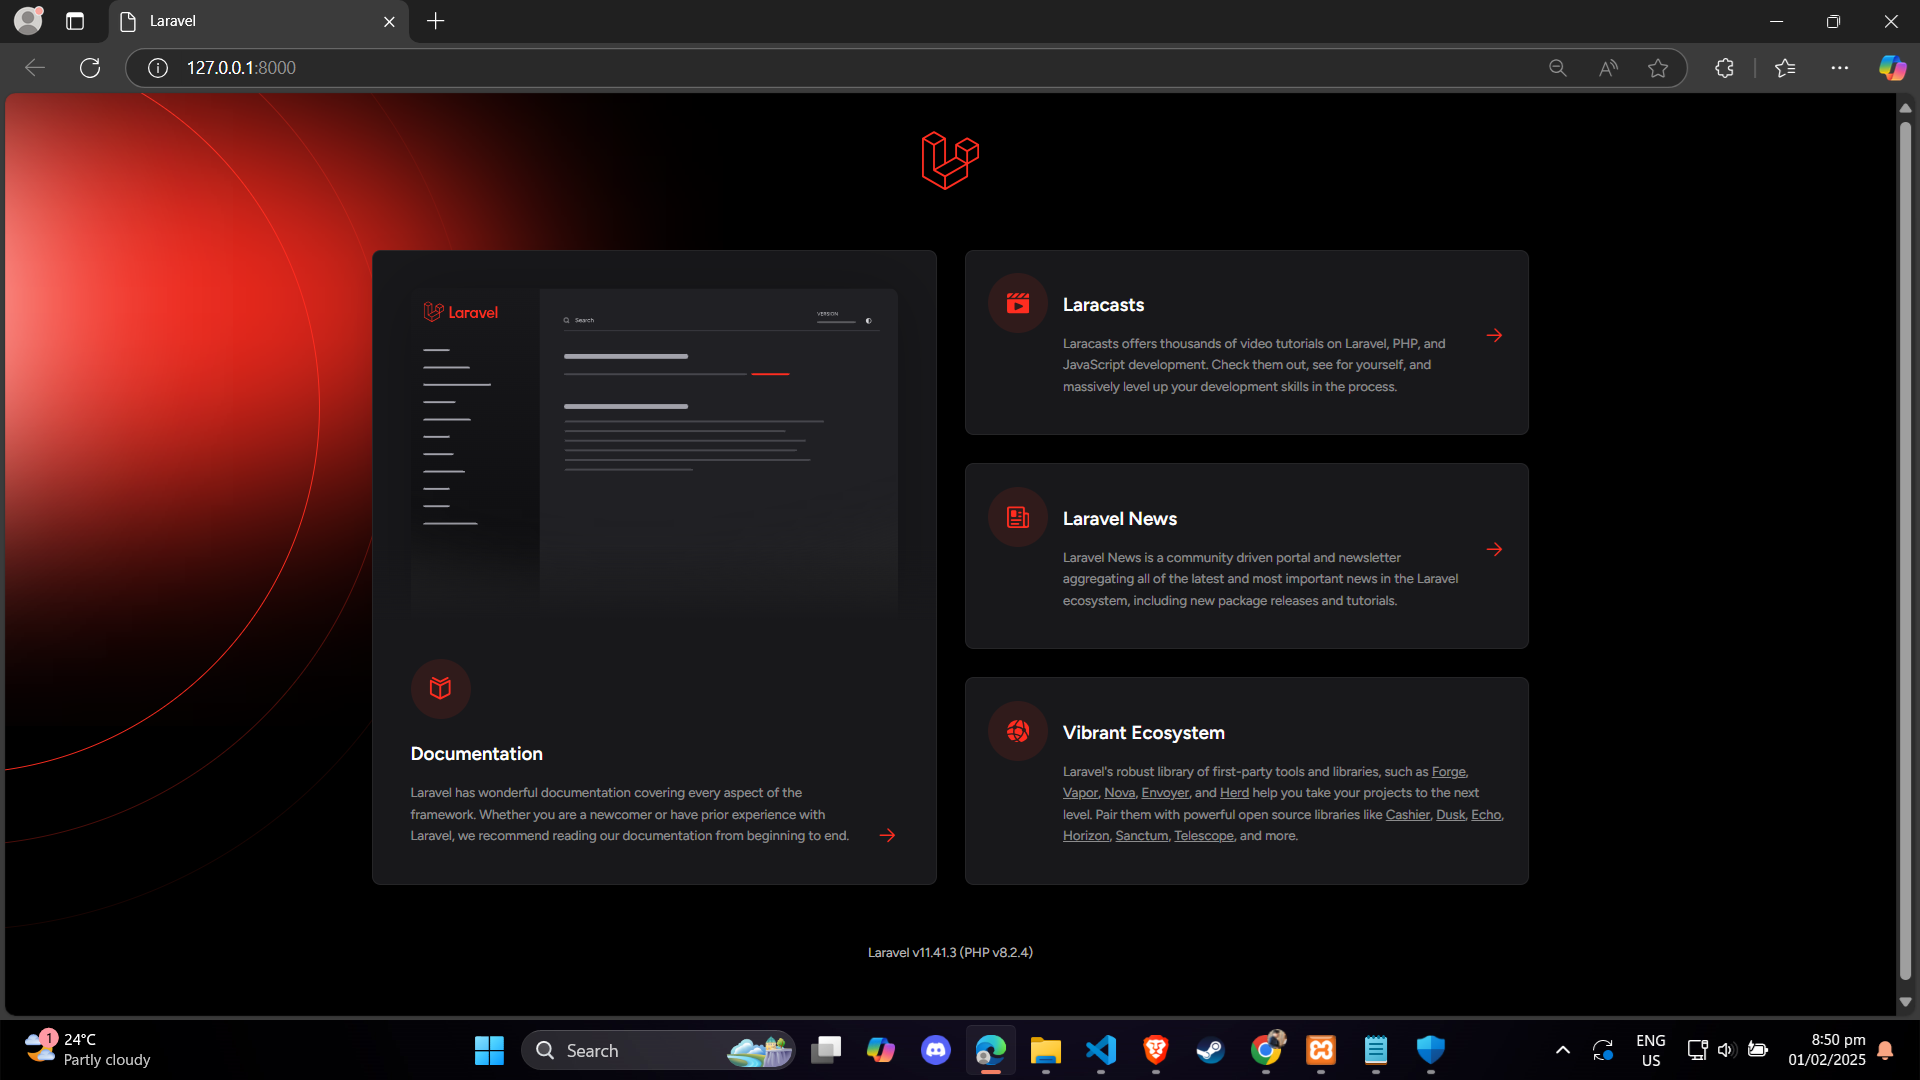 Laravel
127.0.0.1:8000
Laravel
Search
VERSION
Documentation
Laravel has wonderful documentation covering every aspect of the
framework. Whether you are a newcomer or have prior experience with
Laravel, we recommend reading our documentation from beginning to end.
Laracasts
Laracasts offers thousands of video tutorials on Laravel, PHP, and
JavaScript development. Check them out, see for yourself, and
massively level up your development skills in the process.
Laravel News
Laravel News is a community driven portal and newsletter
aggregating all of the latest and most important news in the Laravel
ecosystem, including new package releases and tutorials.
Vibrant Ecosystem
Laravel's robust library of first-party tools and libraries, such as Forge,
Vapor, Nova, Envoyer, and Herd help you take your projects to the next
level. Pair them with powerful open source libraries like Cashier, Dusk, Echo,
Horizon, Sanctum, Telescope, and more.
Laravel v11.41.3 (PHP v8.2.4)
1
24°C
Partly cloudy
Search
ENG
US
8:50 pm
01/02/2025